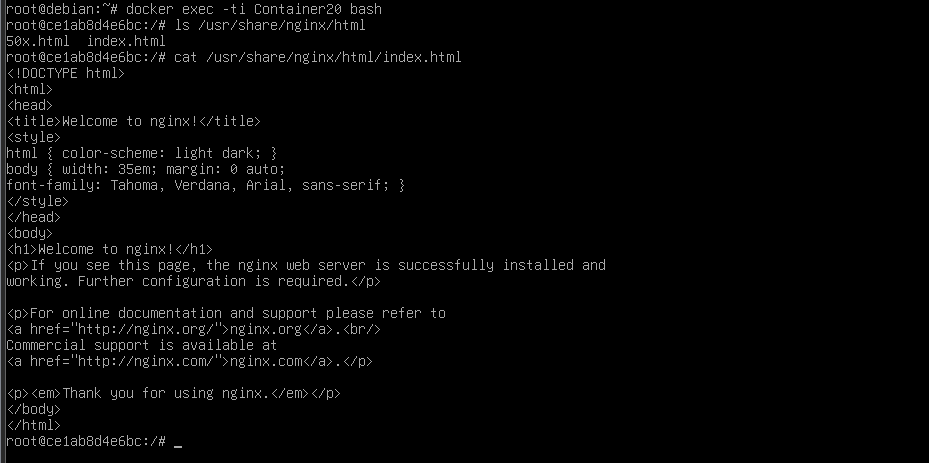 root@debian:~# docker exec -ti Container20 bash
root@ce1ab8d4e6bc:/# ls /usr/share/nginx/html
50x.html  index.html
root@ce1ab8d4e6bc:/# cat /usr/share/nginx/html/index.html
<!DOCTYPE html>
<html>
<head>
<title>Welcome to nginx!</title>
<style>
html { color-scheme: light dark; }
body { width: 35em; margin: 0 auto;
font-family: Tahoma, Verdana, Arial, sans-serif; }
</style>
</head>
<body>
<h1>Welcome to nginx!</h1>
<p>If you see this page, the nginx web server is successfully installed and
working. Further configuration is required.</p>

<p>For online documentation and support please refer to
<a href="http://nginx.org/">nginx.org</a>.<br/>
Commercial support is available at
<a href="http://nginx.com/">nginx.com</a>.</p>

<p><em>Thank you for using nginx.</em></p>
</body>
</html>
root@ce1ab8d4e6bc:/# _